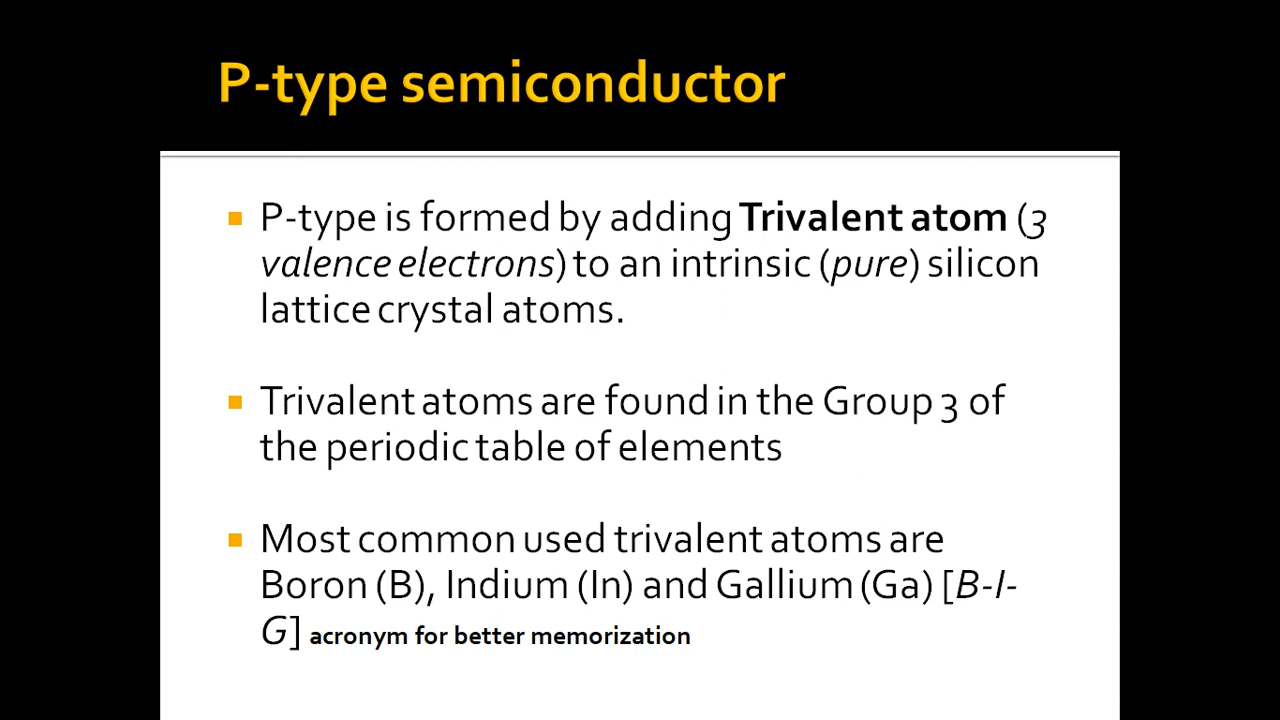 P-type semiconductor
P-type is formed by adding Trivalent atom (3
valence electrons) to an intrinsic (pure) silicon
lattice crystal atoms.
Trivalent atoms are found in the Group 3 of
the periodic table of elements
Most common used trivalent atoms are
Boron (B), Indium (In) and Gallium (Ga) [B-I-
G] acronym for better memorization